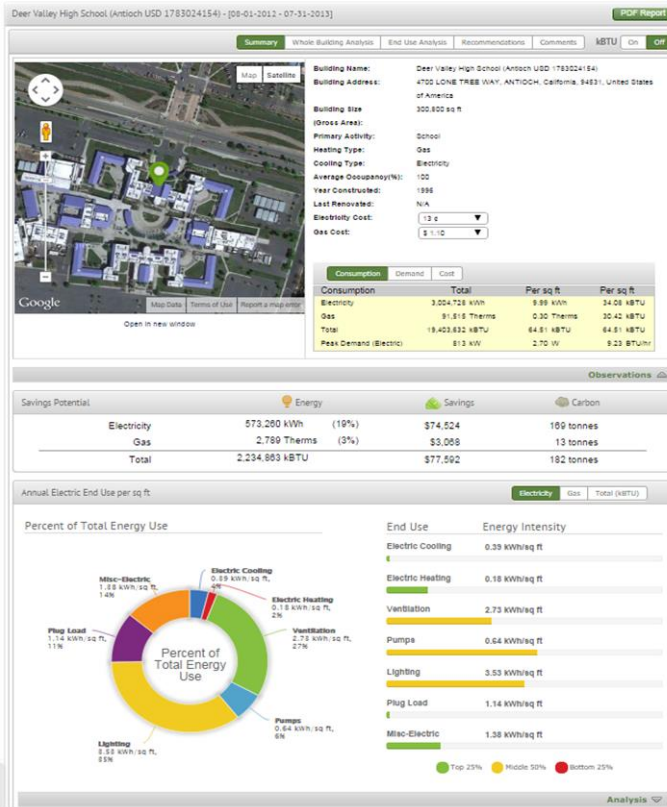 Deer Valley High School (Antioch USD 1783024154) - [08-01-2012 - 07-31-2013]
PDF Report
Summary Whole Building Analysis End Use Analysis Recommendations Comments kBTU On Off
Map Satellite
Google
Map Data Terms of Use Report a map error
Open in new window
Building Name: Deer Valley High School (Antioch USD 1783024154)
Building Address: 4700 LONE TREE WAY, ANTIOCH, California, 94531, United States
of America
Building Size 300,800 sq ft
(Gross Area):
Primary Activity: School
Heating Type: Gas
Cooling Type: Electricity
Average Occupancy(%): 100
Year Constructed: 1996
Last Renovated: N/A
Electricity Cost: 13 ¢
Gas Cost: $ 1.10
Consumption Demand Cost
Consumption Total Per sq ft Per sq ft
Electricity 3,004,728 kWh 9.99 kWh 34.08 kBTU
Gas 91,515 Therms 0.30 Therms 30.42 kBTU
Total 19,403,632 kBTU 64.51 kBTU 64.51 kBTU
Peak Demand (Electric) 813 kW 2.70 W 9.23 BTU/hr
Observations
Savings Potential Energy Savings Carbon
Electricity 573,260 kWh (19%) $74,524 169 tonnes
Gas 2,789 Therms (3%) $3,068 13 tonnes
Total 2,234,863 kBTU $77,592 182 tonnes
Annual Electric End Use per sq ft
Electricity Gas Total (kBTU)
Percent of Total Energy Use
Electric Cooling
0.39 kWh/sq ft,
4%
Electric Heating
0.18 kWh/sq ft,
2%
Ventilation
2.73 kWh/sq ft,
27%
Pumps
0.64 kWh/sq ft,
6%
Lighting
3.53 kWh/sq ft,
35%
Plug Load
1.14 kWh/sq ft,
11%
Misc-Electric
1.38 kWh/sq ft,
14%
Percent of
Total Energy
Use
End Use Energy Intensity
Electric Cooling 0.39 kWh/sq ft
Electric Heating 0.18 kWh/sq ft
Ventilation 2.73 kWh/sq ft
Pumps 0.64 kWh/sq ft
Lighting 3.53 kWh/sq ft
Plug Load 1.14 kWh/sq ft
Misc-Electric 1.38 kWh/sq ft
Top 25% Middle 50% Bottom 25%
Analysis